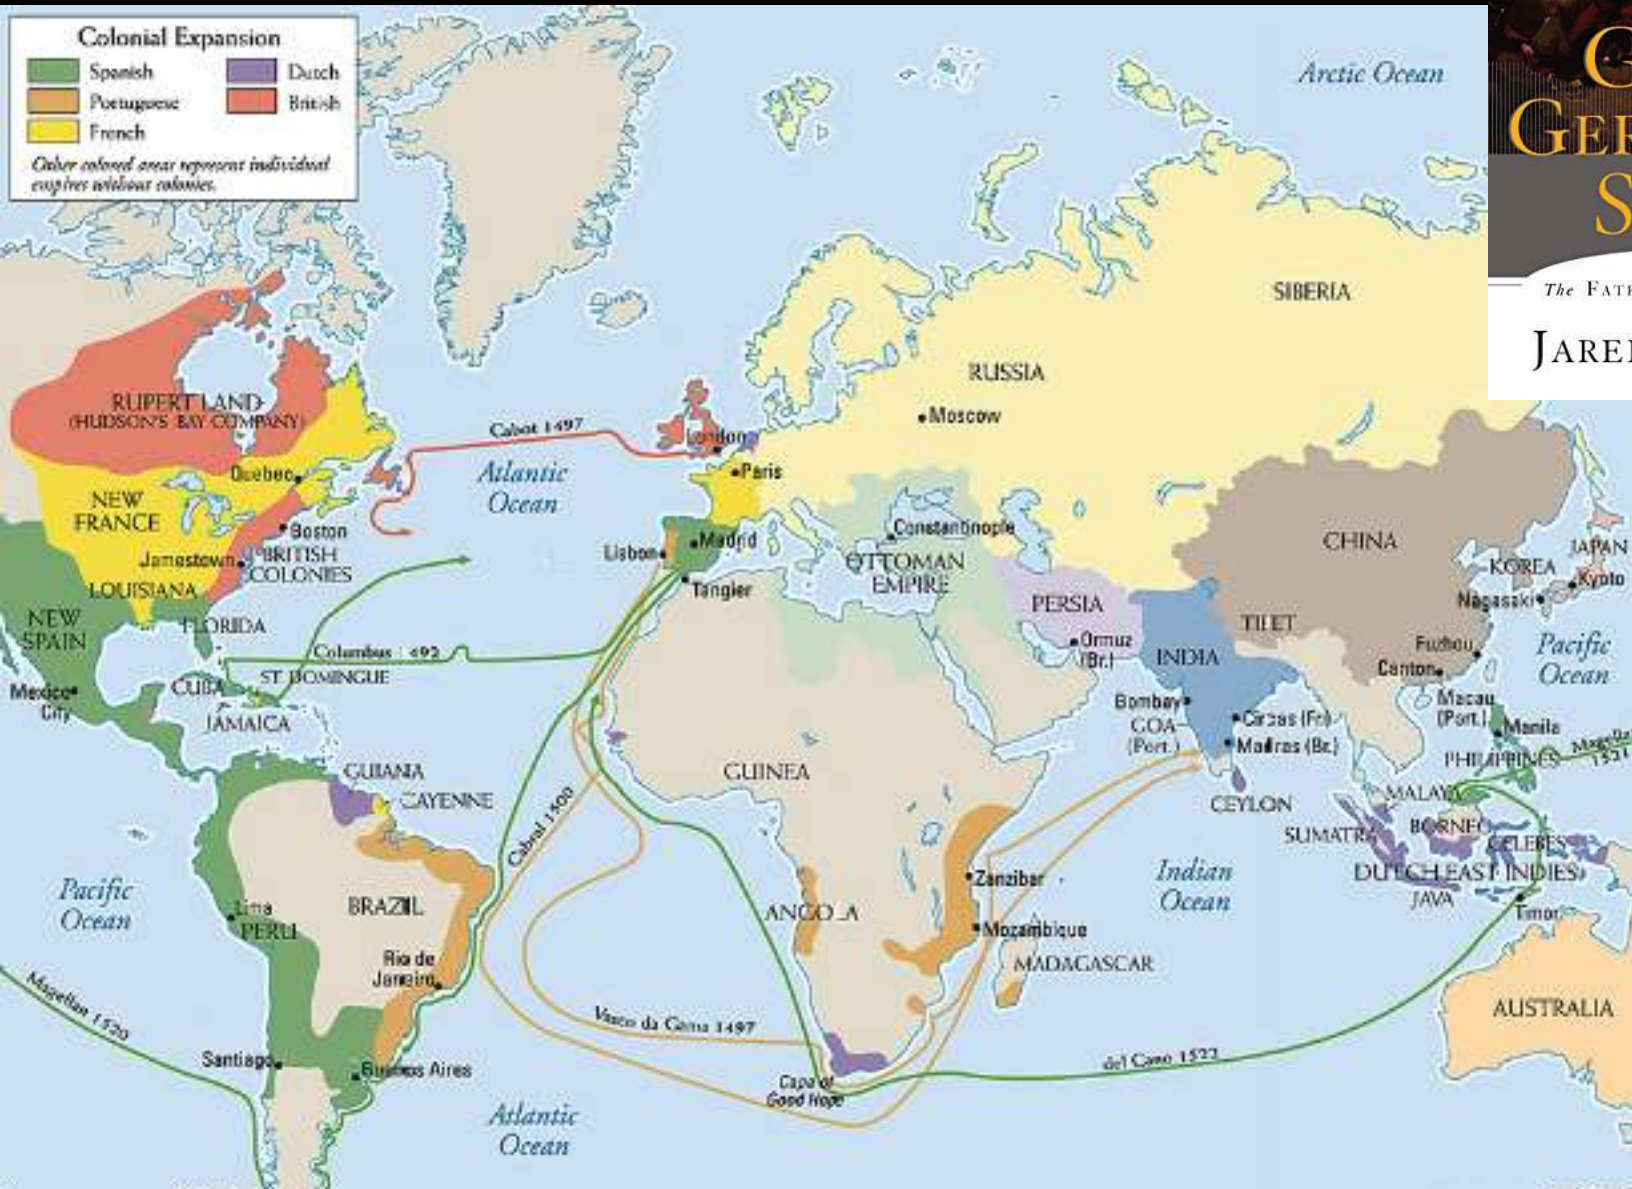 Colonial Expansion
Spanish
Portuguese
French
Dutch
British
Other colored areas represent individual
empires without colonies.
Arctic Ocean
G
GER
S
The FATE
JARE
SIBERIA
RUSSIA
Moscow
RUPERT LAND
(HUDSON'S BAY COMPANY)
Cabot 1497
London
Atlantic
Ocean
Paris
Quebec
NEW
FRANCE
Boston
Jamestown
BRITISH
COLONIES
LOUISIANA
Lisbon
Madrid
Tangier
Constantinople
OTTOMAN
EMPIRE
CHINA
KOREA
JAPAN
Kyoto
Nagasaki
PERSIA
Ormuz
(Br.)
INDIA
Fuzhou
Canton
Pacific
Ocean
NEW
SPAIN
FLORIDA
Columbus
ST. DOMINGUE
CUBA
JAMAICA
Mexico
City
Bombay
GOA
(Port.)
(Fr.)
Madras (Br.)
Macau
(Port.)
Manila
PHILIPPINES
1521
GUIANA
CAYENNE
GUINEA
CEYLON
MALAYA
SUMATRA
BORNEO
CELEBES
DUTCH EAST INDIES
JAVA
Timor
Cabral 1500
Pacific
Ocean
Lima
PERU
BRAZIL
Rio de
Janeiro
ANGOLA
Zanzibar
Moçambique
MADAGASCAR
Indian
Ocean
AUSTRALIA
Magellan 1520
Vasco da Gama 1497
del Cano 1522
Santiago
Buenos Aires
Cape of
Good Hope
Atlantic
Ocean